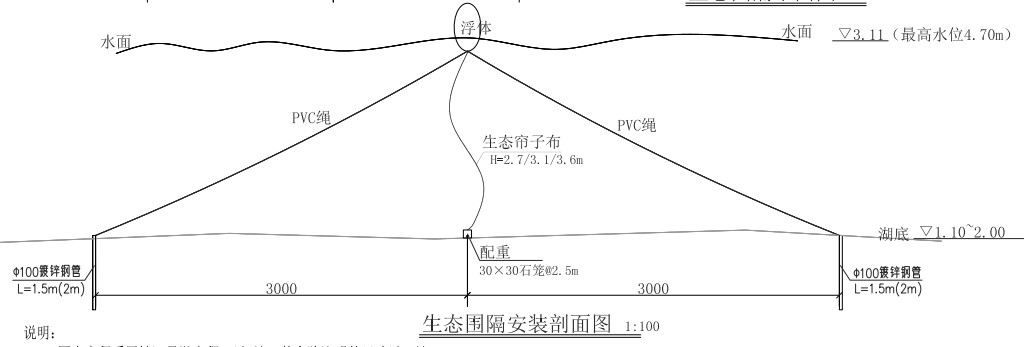 浮体
水面
水面
▽3.11（最高水位4.70m）
PVC绳
PVC绳
生态帘子布
H=2.7/3.1/3.6m
湖底 ▽1.10~2.00
配重
30×30石笼@2.5m
Φ100镀锌钢管
L=1.5m(2m)
Φ100镀锌钢管
L=1.5m(2m)
3000
3000
生态围隔安装剖面图 1:100
说明: